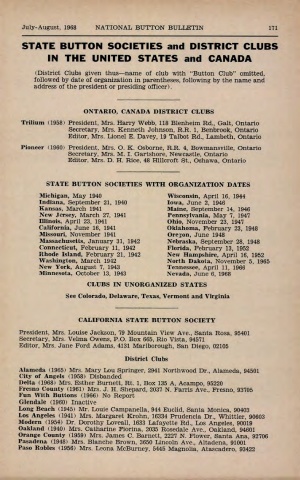 July-August, 1968 NATIONAL BUTTON BULLETIN 171
STATE BUTTON SOCIETIES and DISTRICT CLUBS
IN THE UNITED STATES and CANADA
(District Clubs given thus—name of club with "Button Club" omitted,
followed by date of organization in parentheses, following by the name and
address of the president or presiding officer).
ONTARIO, CANADA DISTRICT CLUBS
Trillium (1958) President, Mrs. Harry Webb, 118 Blenheim Rd., Galt, Ontario
Secretary, Mrs. Kenneth Johnson, R.R. 1, Benbrook, Ontario
Editor, Mrs. Lionel E. Davey, 19 Talbot Rd., Lambeth, Ontario
Pioneer (1960) President, Mrs. O. K. Osborne, R.R. 4, Bowmansville, Ontario
Secretary, Mrs. M. I. Gartshore, Newcastle, Ontario
Editor, Mrs. D. H. Rice, 48 Hillcroft St., Oshawa, Ontario
STATE BUTTON SOCIETIES WITH ORGANIZATION DATES
Michigan, May 1940
Indiana, September 21, 1940
Kansas, March 1941
New Jersey, March 27, 1941
Illinois, April 23, 1941
California, June 16, 1941
Missouri, November 1941
Massachusetts, January 31, 1942
Connecticut, February 11, 1942
Rhode Island, February 21, 1942
Washington, March 1942
New York, August 7, 1943
Minnesota, October 13, 1943
Wisconsin, April 16, 1944
Iowa, June 2, 1946
Maine, September 14, 1946
Pennsylvania, May 7, 1947
Ohio, November 23, 1947
Oklahoma, February 23, 1948
Oregon, June 1948
Nebraska, September 28, 1948
Florida, February 13, 1952
New Hampshire, April 16, 1952
North Dakota, November 5, 1965
Tennessee, April 11, 1966
Nevada, June 6, 1968
CLUBS IN UNORGANIZED STATES
See Colorado, Delaware, Texas, Vermont and Virginia
CALIFORNIA STATE BUTTON SOCIETY
President, Mrs. Louise Jackson, 79 Mountain View Ave., Santa Rosa, 95401
Secretary, Mrs. Velma Owens, P.O. Box 665, Rio Vista, 94571
Editor, Mrs. Jane Ford Adams, 4131 Marlborough, San Diego, 92105
District Clubs
Alameda (1965) Mrs. Mary Lou Springer, 2941 Northwood Dr., Alameda, 94501
City of Angels (1968) Disbanded
Delta (1968) Mrs. Esther Burnett, Rt. 1, Box 135 A, Acampo, 95220
Fresno County (1961) Mrs. J. H. Shepard, 2037 N. Farris Ave., Fresno, 93705
Fun With Buttons (1966) No Report
Glendale (1960) Inactive
Long Beach (1945) Mr. Louis Campanella, 944 Euclid, Santa Monica, 90403
Los Angeles (1941) Mrs. Margaret Krohn, 16234 Prudencia Dr., Whittier, 90603
Modern (1954) Dr. Dorothy Lovrall, 1633 Lafayette Rd., Los Angeles, 90019
Oakland (1940) Mrs. Catharine Florina, 2035 Rosedale Ave., Oakland, 94601
Orange County (1959) Mrs. James C. Barnett, 2227 N. Flower, Santa Ana, 92706
Pasadena (1948) Mrs. Blanche Brown, 2650 Lincoln Ave., Altadena, 91001
Paso Robles (1956) Mrs. Leona McBurney, 5445 Magnolia, Atascadero, 93422